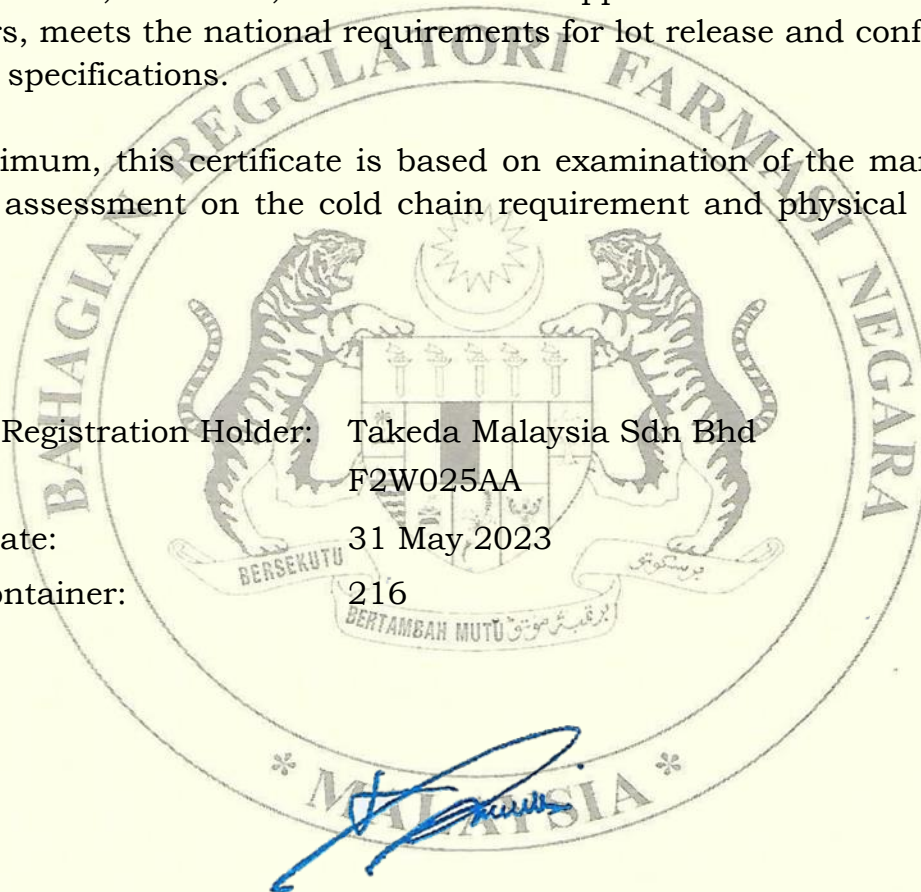 rs, meets the national requirements for lot release and conf
specifications.
imum, this certificate is based on examination of the mar
assessment on the cold chain requirement and physical
Registration Holder: Takeda Malaysia Sdn Bhd
F2W025AA
ate: 31 May 2023
ontainer: 216
BAHAGIAN REGULATORI FARMASI NEGARA
BERSEKUTU
BERTAMBAH MUTU
* MALAYSIA *